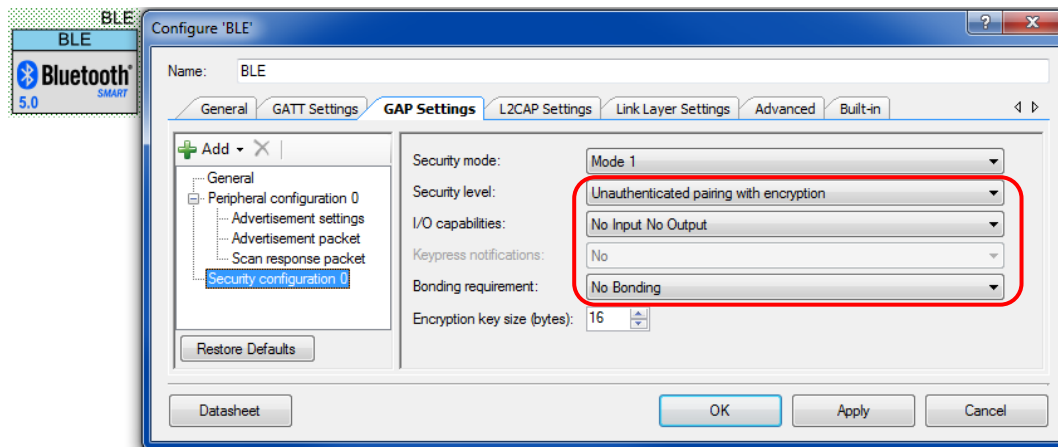 BLE
BLE
Bluetooth®
SMART
5.0
Configure 'BLE'
Name: BLE
General GATT Settings GAP Settings L2CAP Settings Link Layer Settings Advanced Built-in
Add
General
Peripheral configuration 0
Advertisement settings
Advertisement packet
Scan response packet
Security configuration 0
Restore Defaults
Security mode: Mode 1
Security level: Unauthenticated pairing with encryption
I/O capabilities: No Input No Output
Keypress notifications: No
Bonding requirement: No Bonding
Encryption key size (bytes): 16
Datasheet OK Apply Cancel